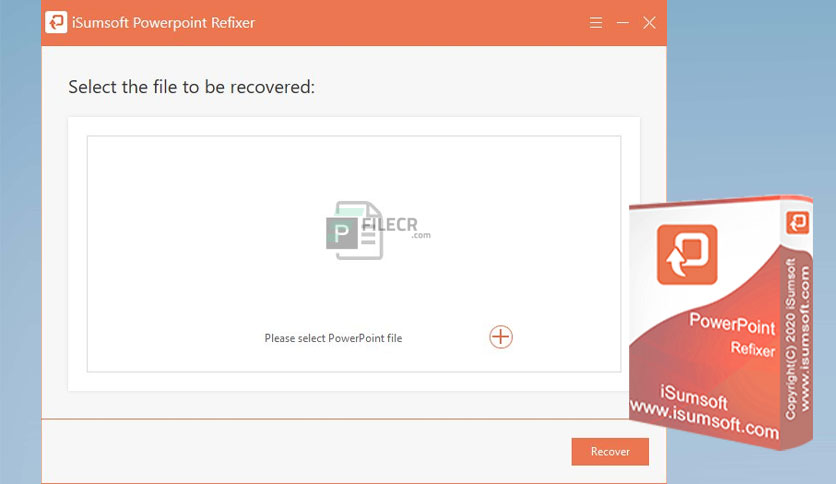 iSumsoft Powerpoint Refixer
Select the file to be recovered:
P
FILECR
.com
Please select PowerPoint file
Recover
PowerPoint
Refixer
iSumsoft
www.isumsoft.com
Copyright(C) 2020 iSumsoft
www.isumsoft.com